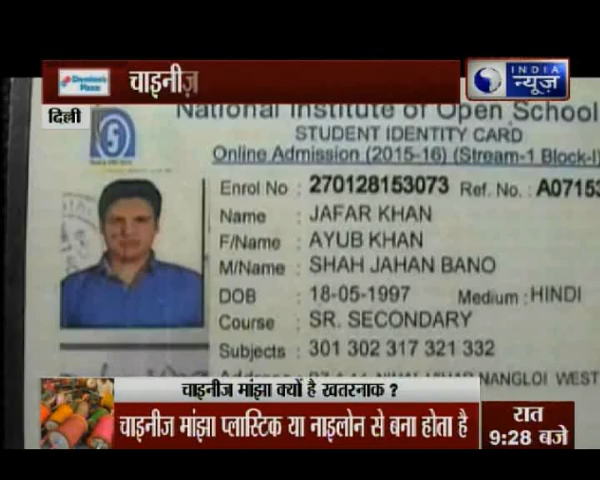 Domino's Pizza
चाइनीज़
INDIA
न्यूज़
दिल्ली
National Institute of Open School
STUDENT IDENTITY CARD
Online Admission (2015-16) (Stream-1 Block-I)
Enrol No : 270128153073 Ref. No. : A0715
Name : JAFAR KHAN
F/Name : AYUB KHAN
M/Name : SHAH JAHAN BANO
DOB : 18-05-1997 Medium : HINDI
Course : SR. SECONDARY
Subjects : 301 302 317 321 332
NANGLOI WEST
चाइनीज मांझा क्यों है खतरनाक ?
चाइनीज मांझा प्लास्टिक या नाइलोन से बना होता है
रात
9:28 बजे